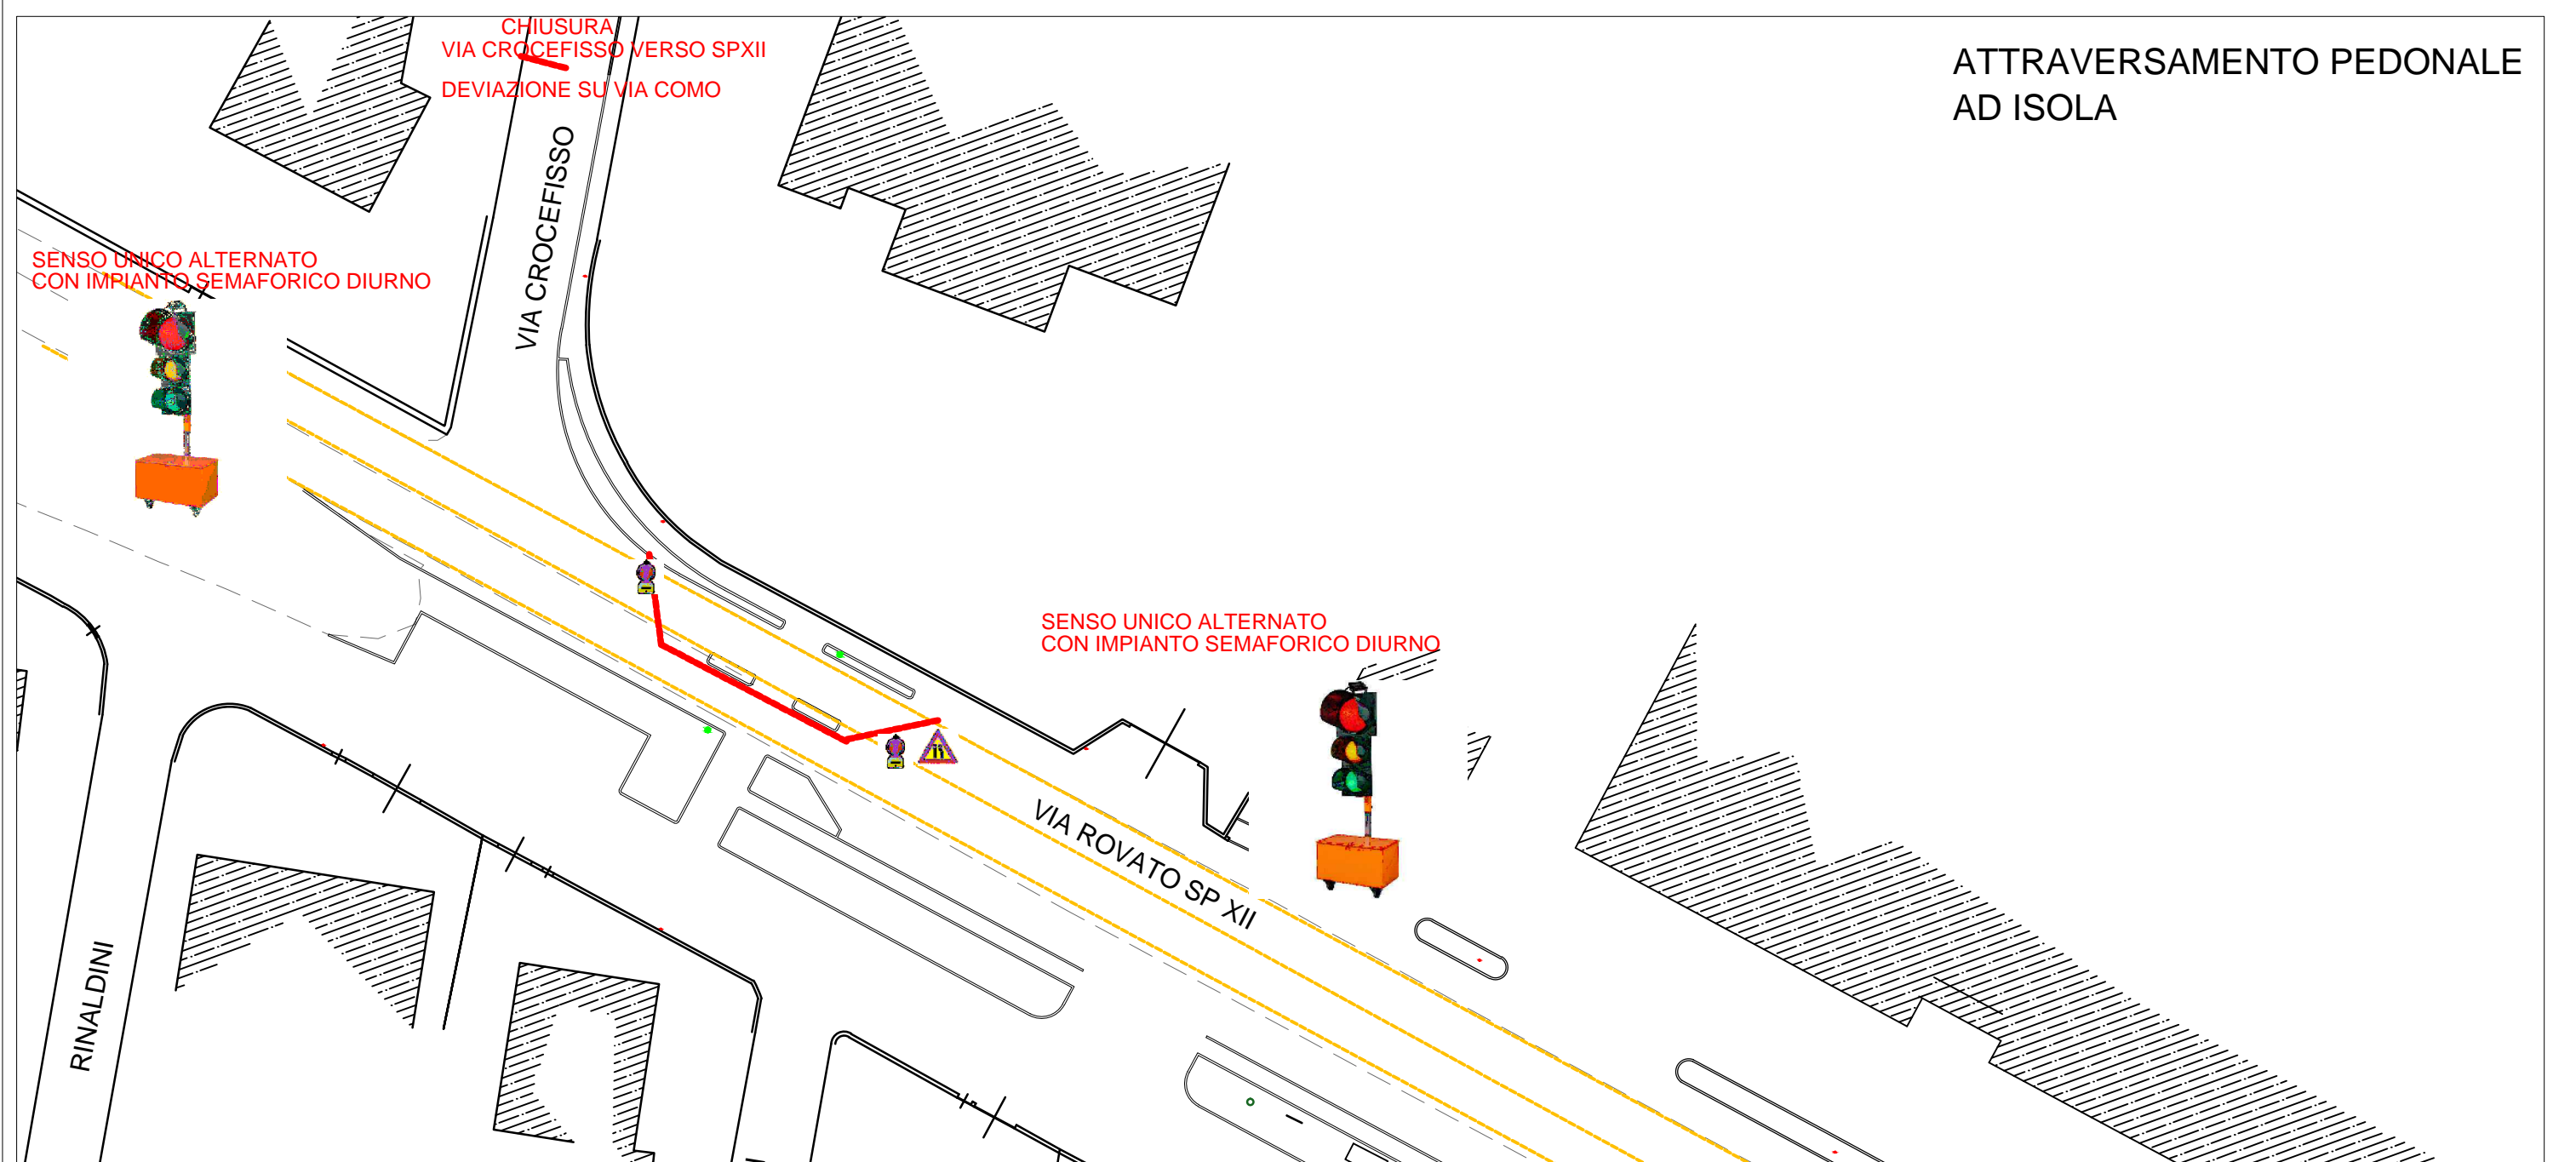 CHIUSURA
VIA CROCEFISSO VERSO SPXII
DEVIAZIONE SU VIA COMO
ATTRAVERSAMENTO PEDONALE
AD ISOLA
VIA CROCEFISSO
SENSO UNICO ALTERNATO
CON IMPIANTO SEMAFORICO DIURNO
SENSO UNICO ALTERNATO
CON IMPIANTO SEMAFORICO DIURNO
VIA ROVATO SP XII
RINALDINI